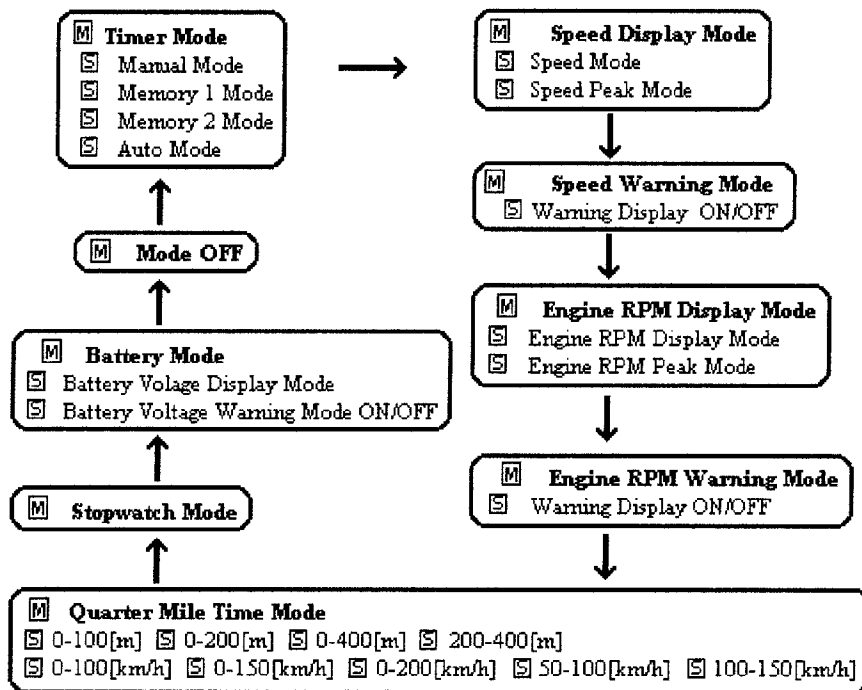 M Timer Mode
S Manual Mode
S Memory 1 Mode
S Memory 2 Mode
S Auto Mode
M Speed Display Mode
S Speed Mode
S Speed Peak Mode
M Speed Warning Mode
S Warning Display ON/OFF
M Engine RPM Display Mode
S Engine RPM Display Mode
S Engine RPM Peak Mode
M Engine RPM Warning Mode
S Warning Display ON/OFF
M Quarter Mile Time Mode
S 0-100[m] S 0-200[m] S 0-400[m] S 200-400[m]
S 0-100[km/h] S 0-150[km/h] S 0-200[km/h] S 50-100[km/h] S 100-150[km/h]
M Stopwatch Mode
M Battery Mode
S Battery Volage Display Mode
S Battery Voltage Warning Mode ON/OFF
M Mode OFF